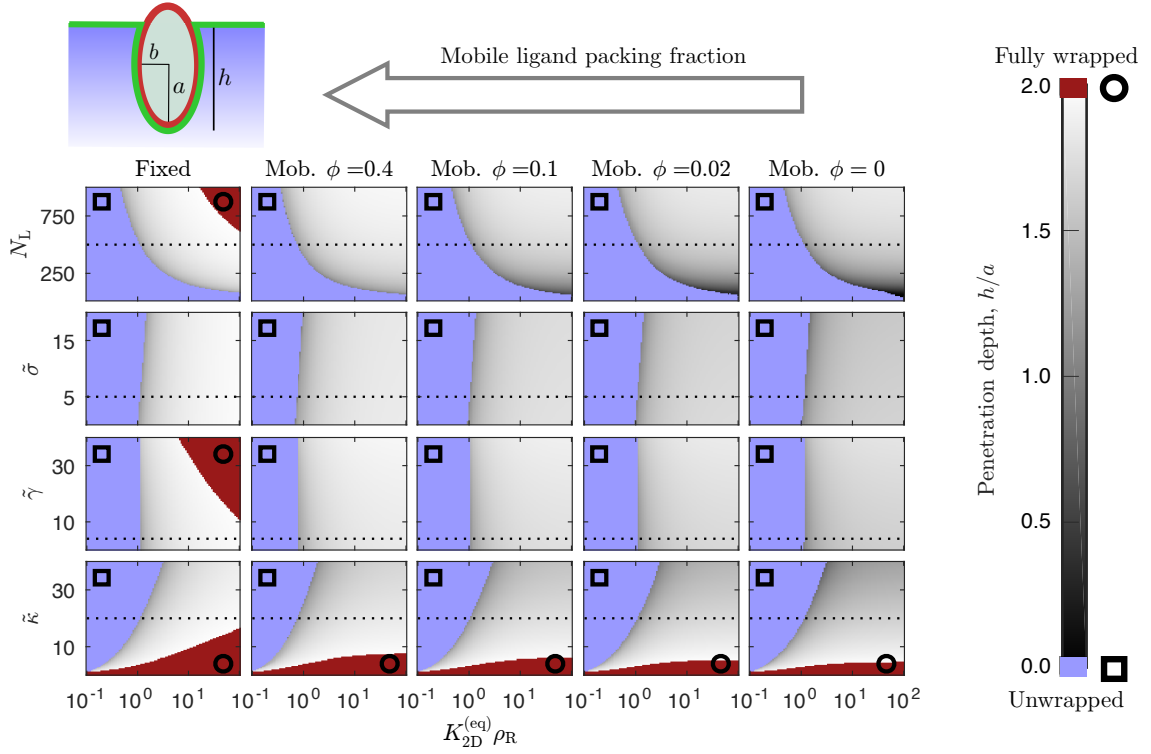 b
a
h
Mobile ligand packing fraction
Fully wrapped
Fixed
Mob. ϕ =0.4
Mob. ϕ =0.1
Mob. ϕ =0.02
Mob. ϕ = 0
2.0
1.5
1.0
0.5
0.0
Penetration depth, h/a
Unwrapped
N_L
750
250
σ̃
15
5
γ̃
30
10
κ̃
30
10
10^-1 10^0 10^1
10^-1 10^0 10^1
10^-1 10^0 10^1
10^-1 10^0 10^1
10^-1 10^0 10^1 10^2
K_2D^(eq) ρ_R